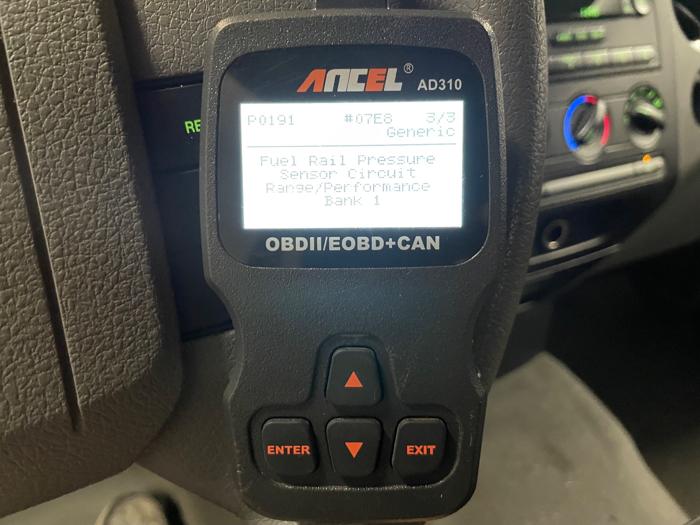 ANCEL® AD310
P0191 #07E8 3/3
Generic
Fuel Rail Pressure
Sensor Circuit
Range/Performance
Bank 1
OBDII/EOBD+CAN
ENTER EXIT
RE